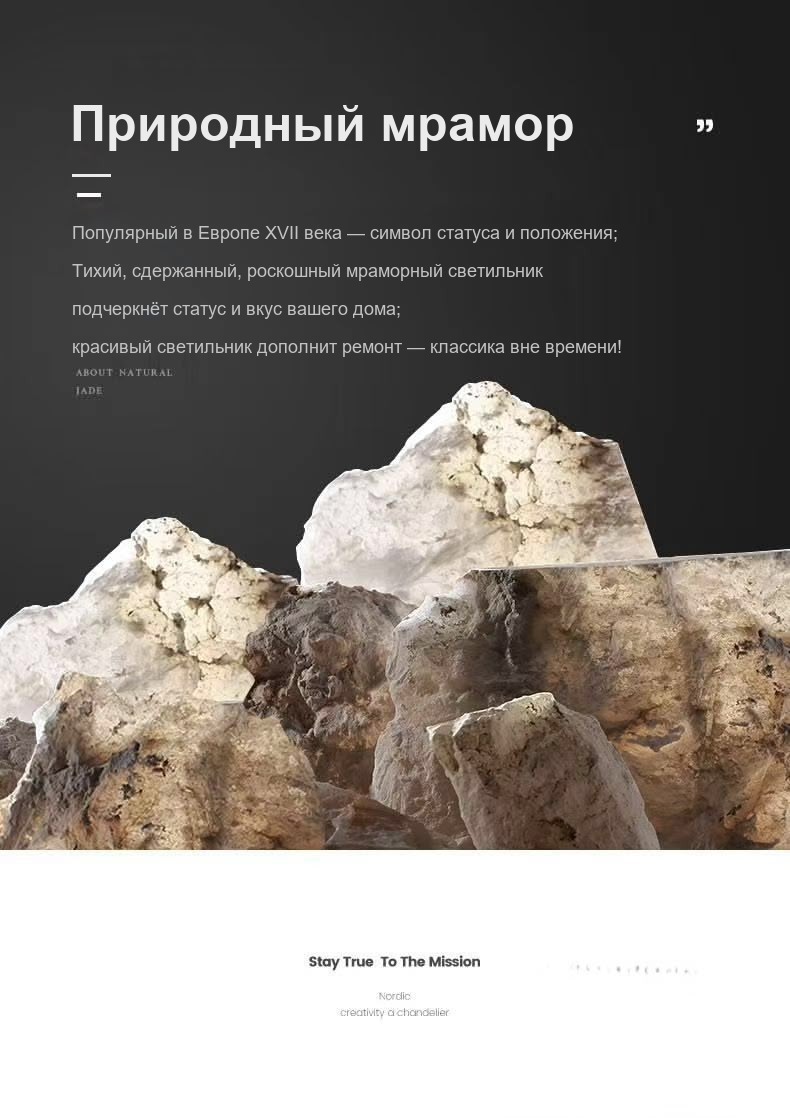 Природный мрамор
”
Популярный в Европе XVII века — символ статуса и положения;
Тихий, сдержанный, роскошный мраморный светильник
подчеркнёт статус и вкус вашего дома;
красивый светильник дополнит ремонт — классика вне времени!
ABOUT NATURAL
JADE
Stay True To The Mission
Nordic
creativity a chandelier